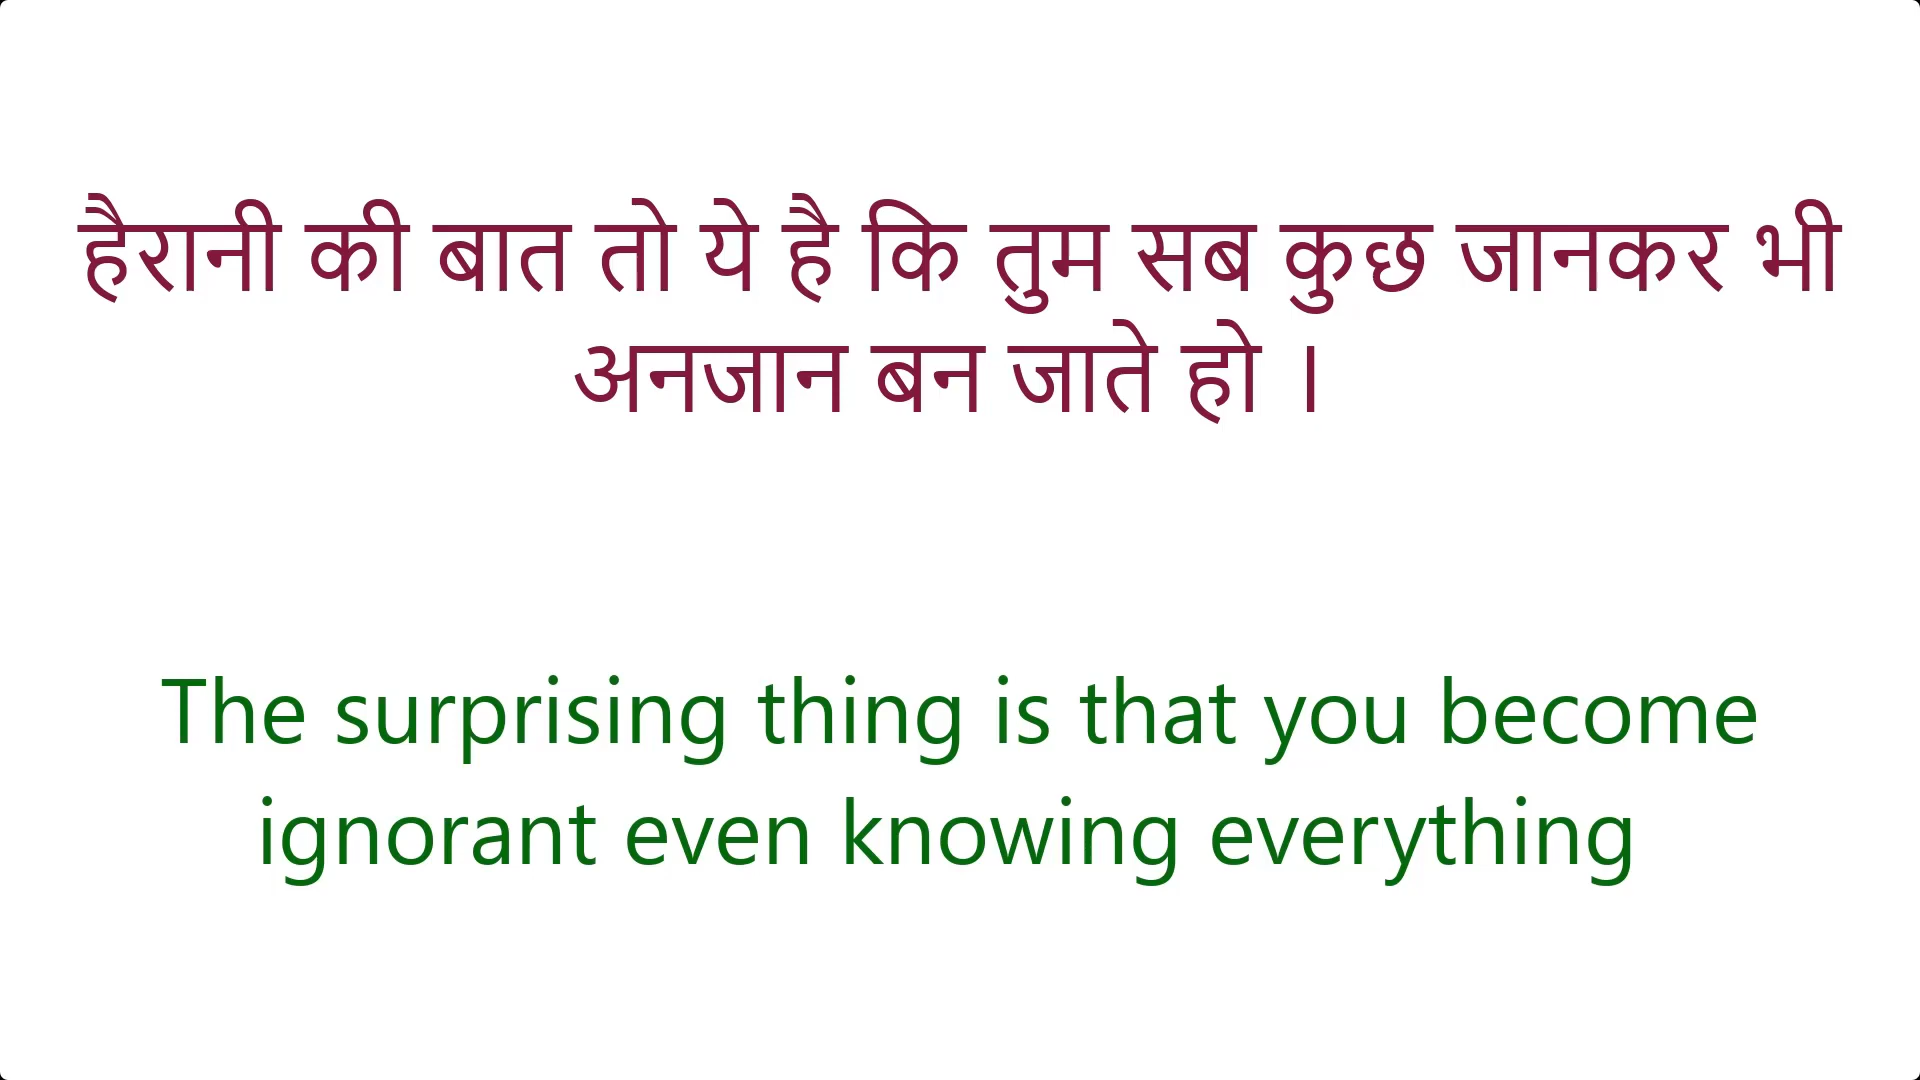 हैरानी की बात तो ये है कि तुम सब कुछ जानकर भी
अनजान बन जाते हो ।
The surprising thing is that you become
ignorant even knowing everything